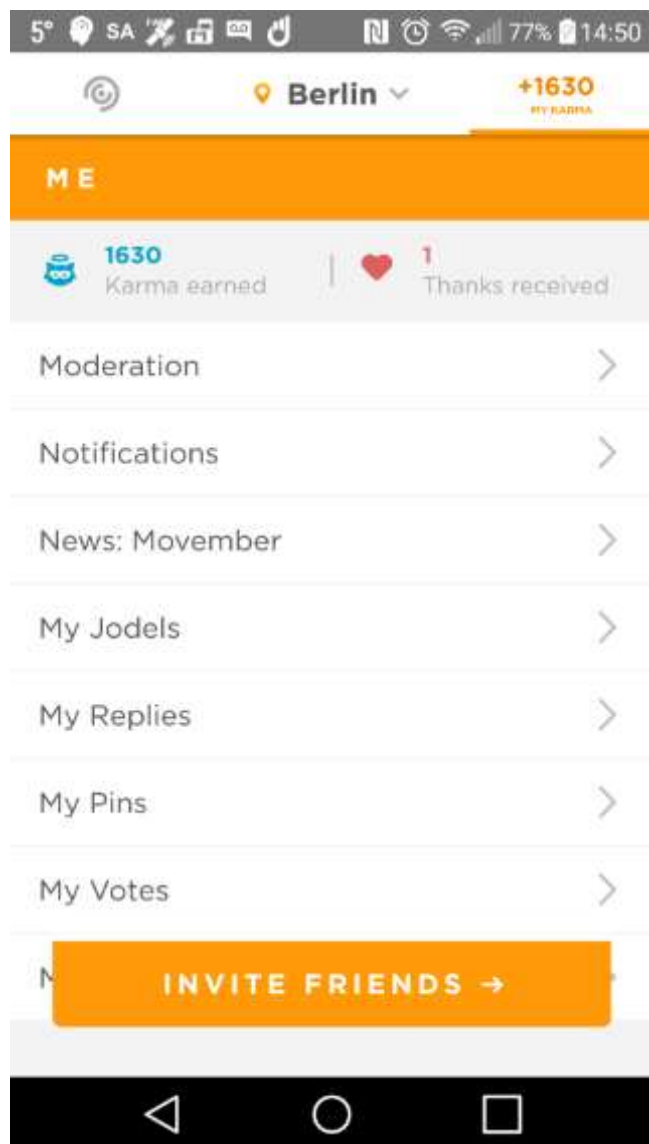 5° SA 77% 14:50
Berlin +1630
MY KARMA
ME
1630 1
Karma earned Thanks received
Moderation
Notifications
News: Movember
My Jodels
My Replies
My Pins
My Votes
INVITE FRIENDS →